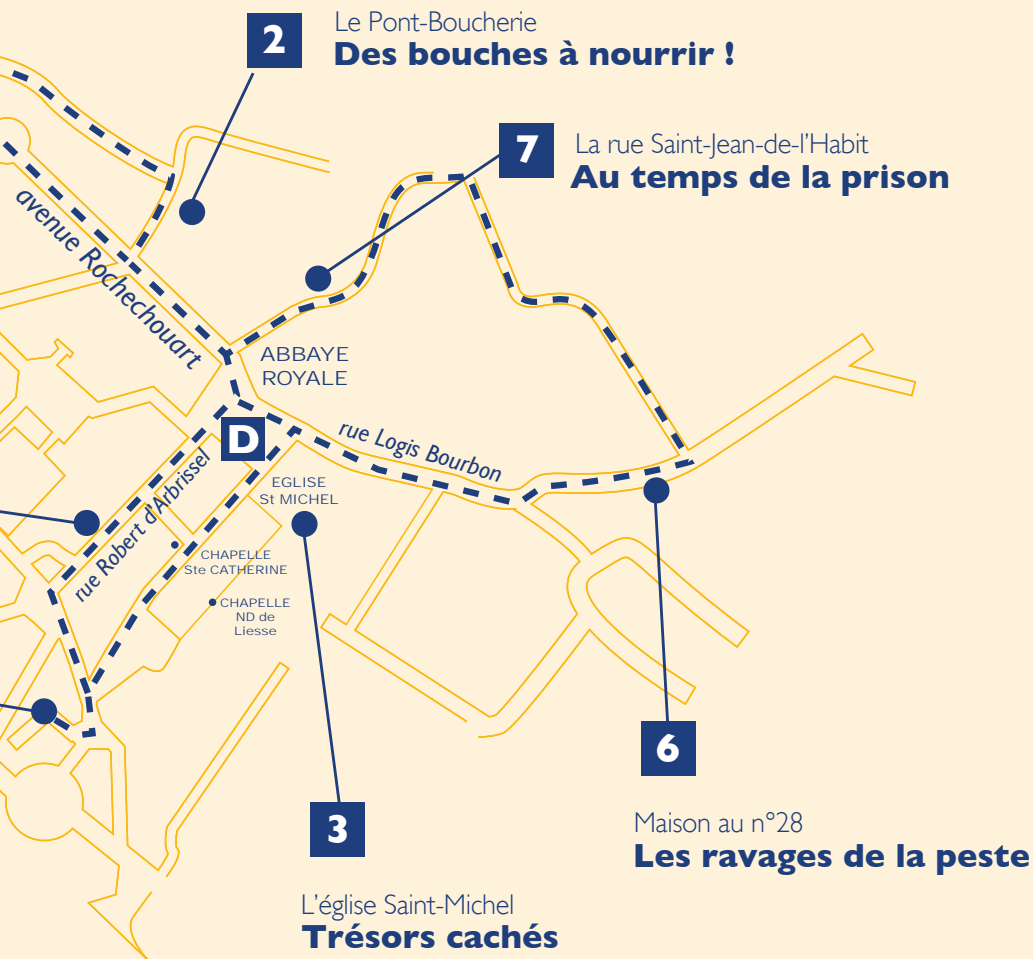 2
Le Pont-Boucherie
Des bouches à nourrir !
7
La rue Saint-Jean-de-l'Habit
Au temps de la prison
avenue Rochechouart
ABBAYE
ROYALE
D
rue Logis Bourbon
rue Robert d'Arbrissel
EGLISE
St MICHEL
CHAPELLE
Ste CATHERINE
CHAPELLE
ND de
Liesse
6
Maison au n°28
Les ravages de la peste
3
L'église Saint-Michel
Trésors cachés